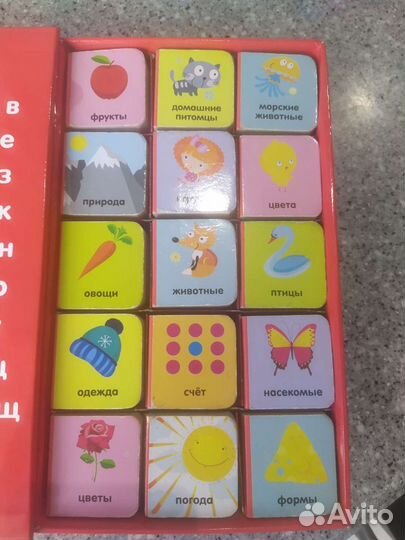 в
е
з
к
н
щ
фрукты
домашние
питомцы
морские
животные
природа
цвета
овощи
животные
птицы
одежда
счёт
насекомые
цветы
погода
формы
Avito